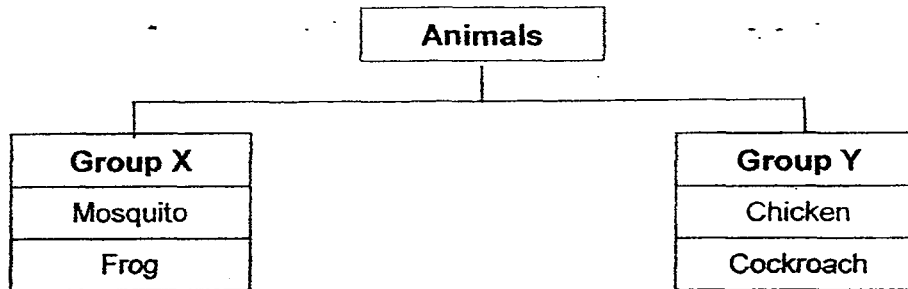 Animals
Group X
Mosquito
Frog
Group Y
Chicken
Cockroach